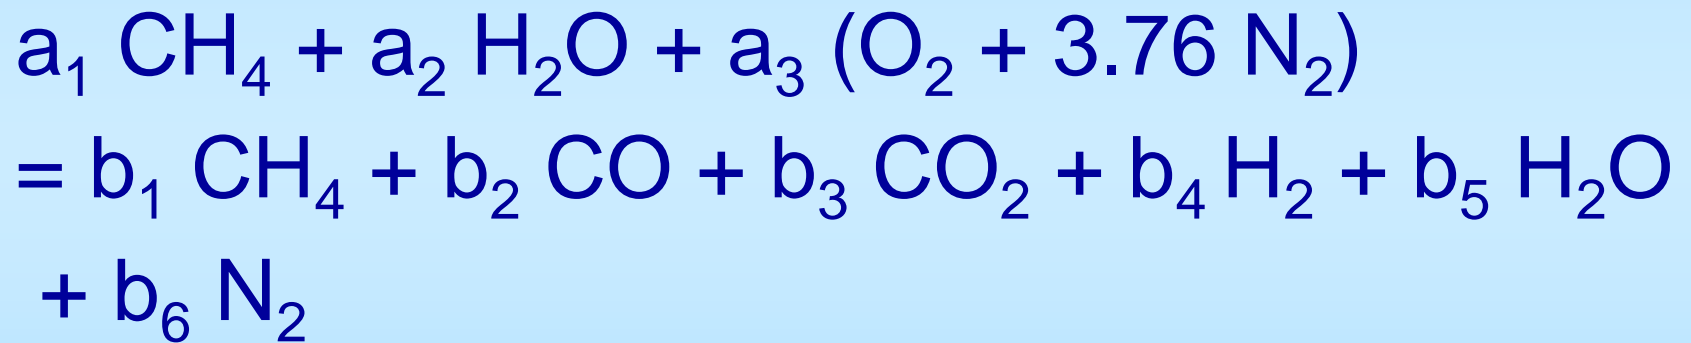 a₁ CH₄ + a₂ H₂O + a₃ (O₂ + 3.76 N₂)
= b₁ CH₄ + b₂ CO + b₃ CO₂ + b₄ H₂ + b₅ H₂O
+ b₆ N₂